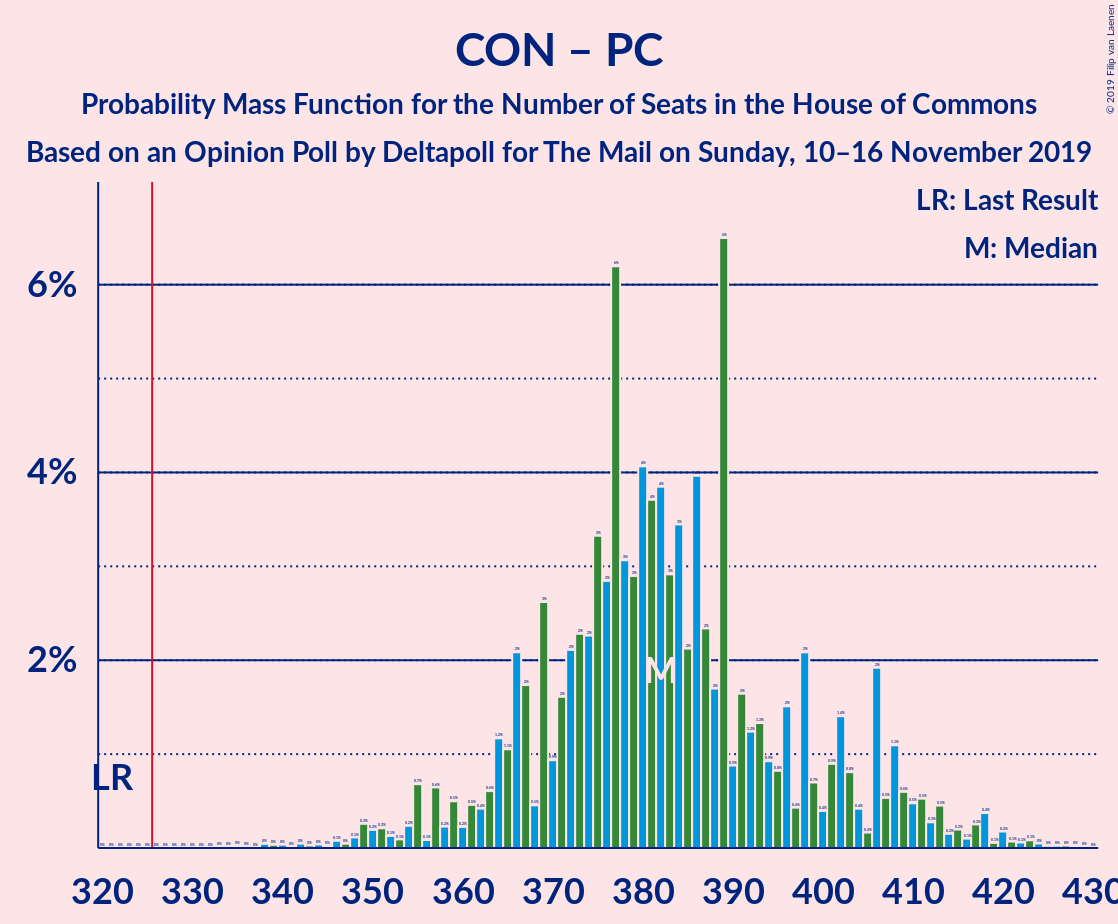 CON – PC
Probability Mass Function for the Number of Seats in the House of Commons
Based on an Opinion Poll by Deltapoll for The Mail on Sunday, 10–16 November 2019
© 2019 Filip van Laenen
LR: Last Result
M: Median
6%
4%
2%
LR
M
320 330 340 350 360 370 380 390 400 410 420 430